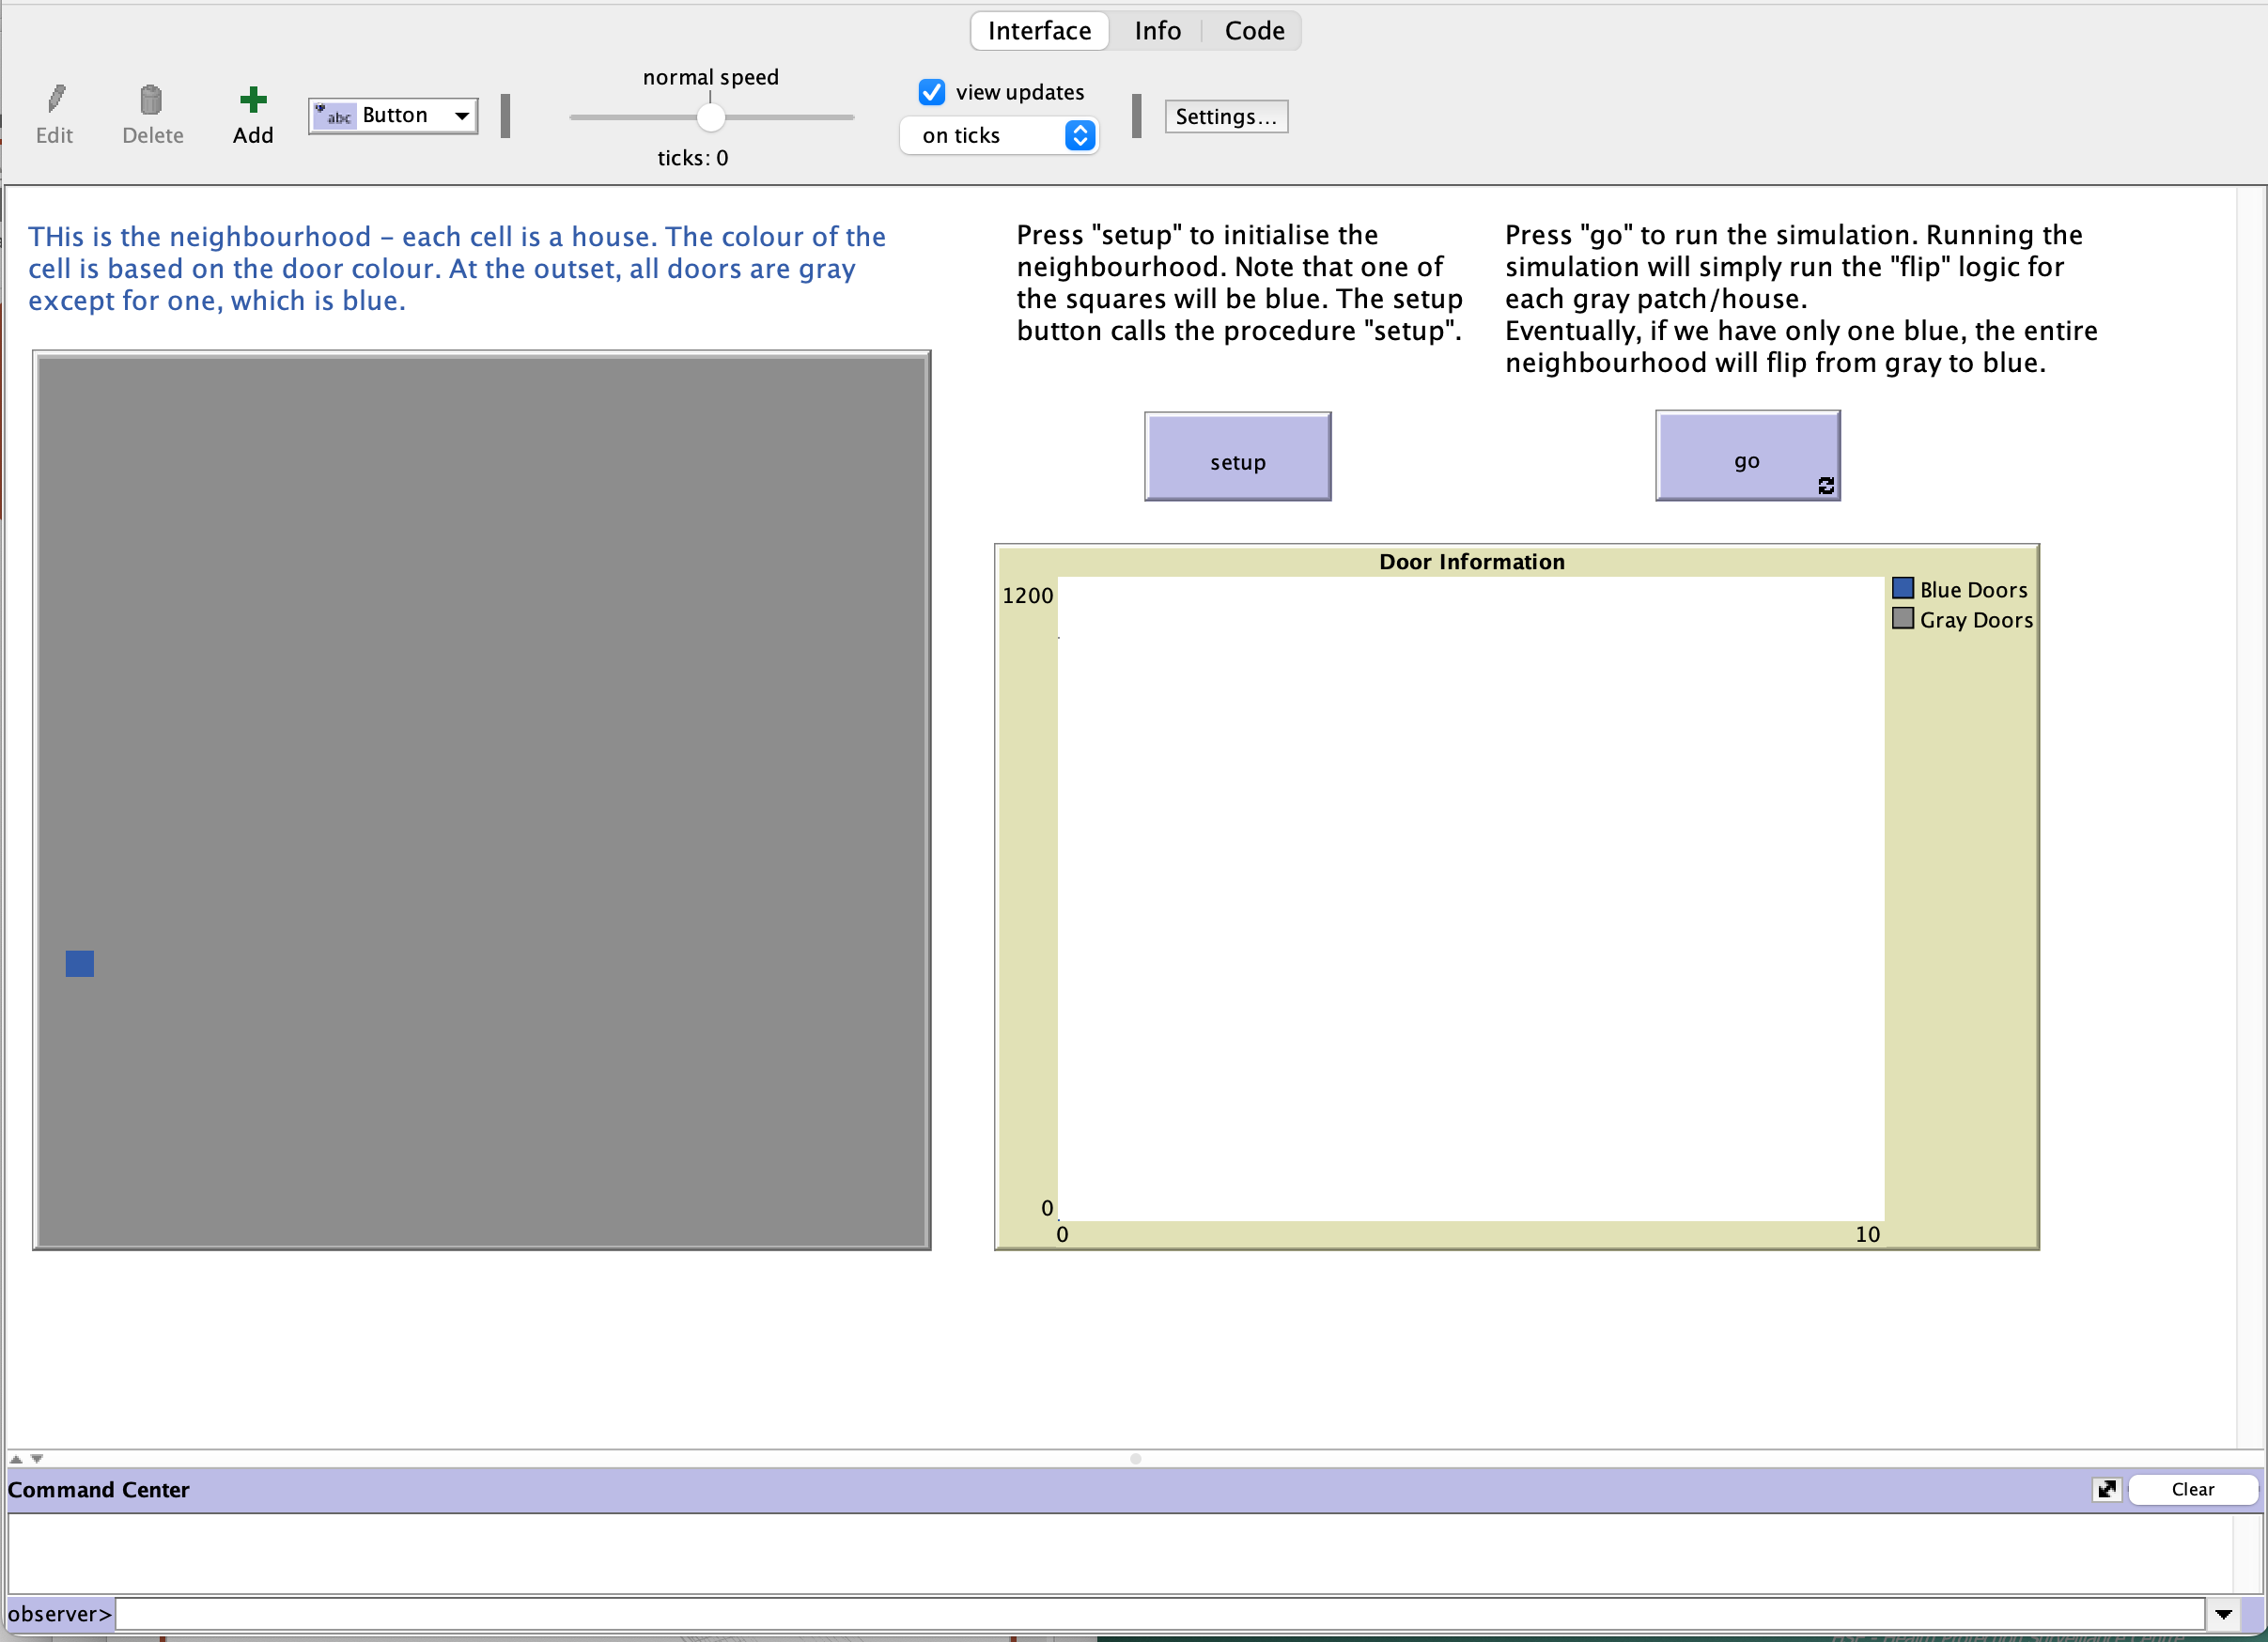 Interface Info Code
normal speed
view updates
Edit Delete Add abc Button on ticks Settings...
ticks: 0
THis is the neighbourhood – each cell is a house. The colour of the
cell is based on the door colour. At the outset, all doors are gray
except for one, which is blue.
Press "setup" to initialise the
neighbourhood. Note that one of
the squares will be blue. The setup
button calls the procedure "setup".
Press "go" to run the simulation. Running the
simulation will simply run the "flip" logic for
each gray patch/house.
Eventually, if we have only one blue, the entire
neighbourhood will flip from gray to blue.
setup
go
Door Information
1200
Blue Doors
Gray Doors
0
0 10
Command Center
Clear
observer>